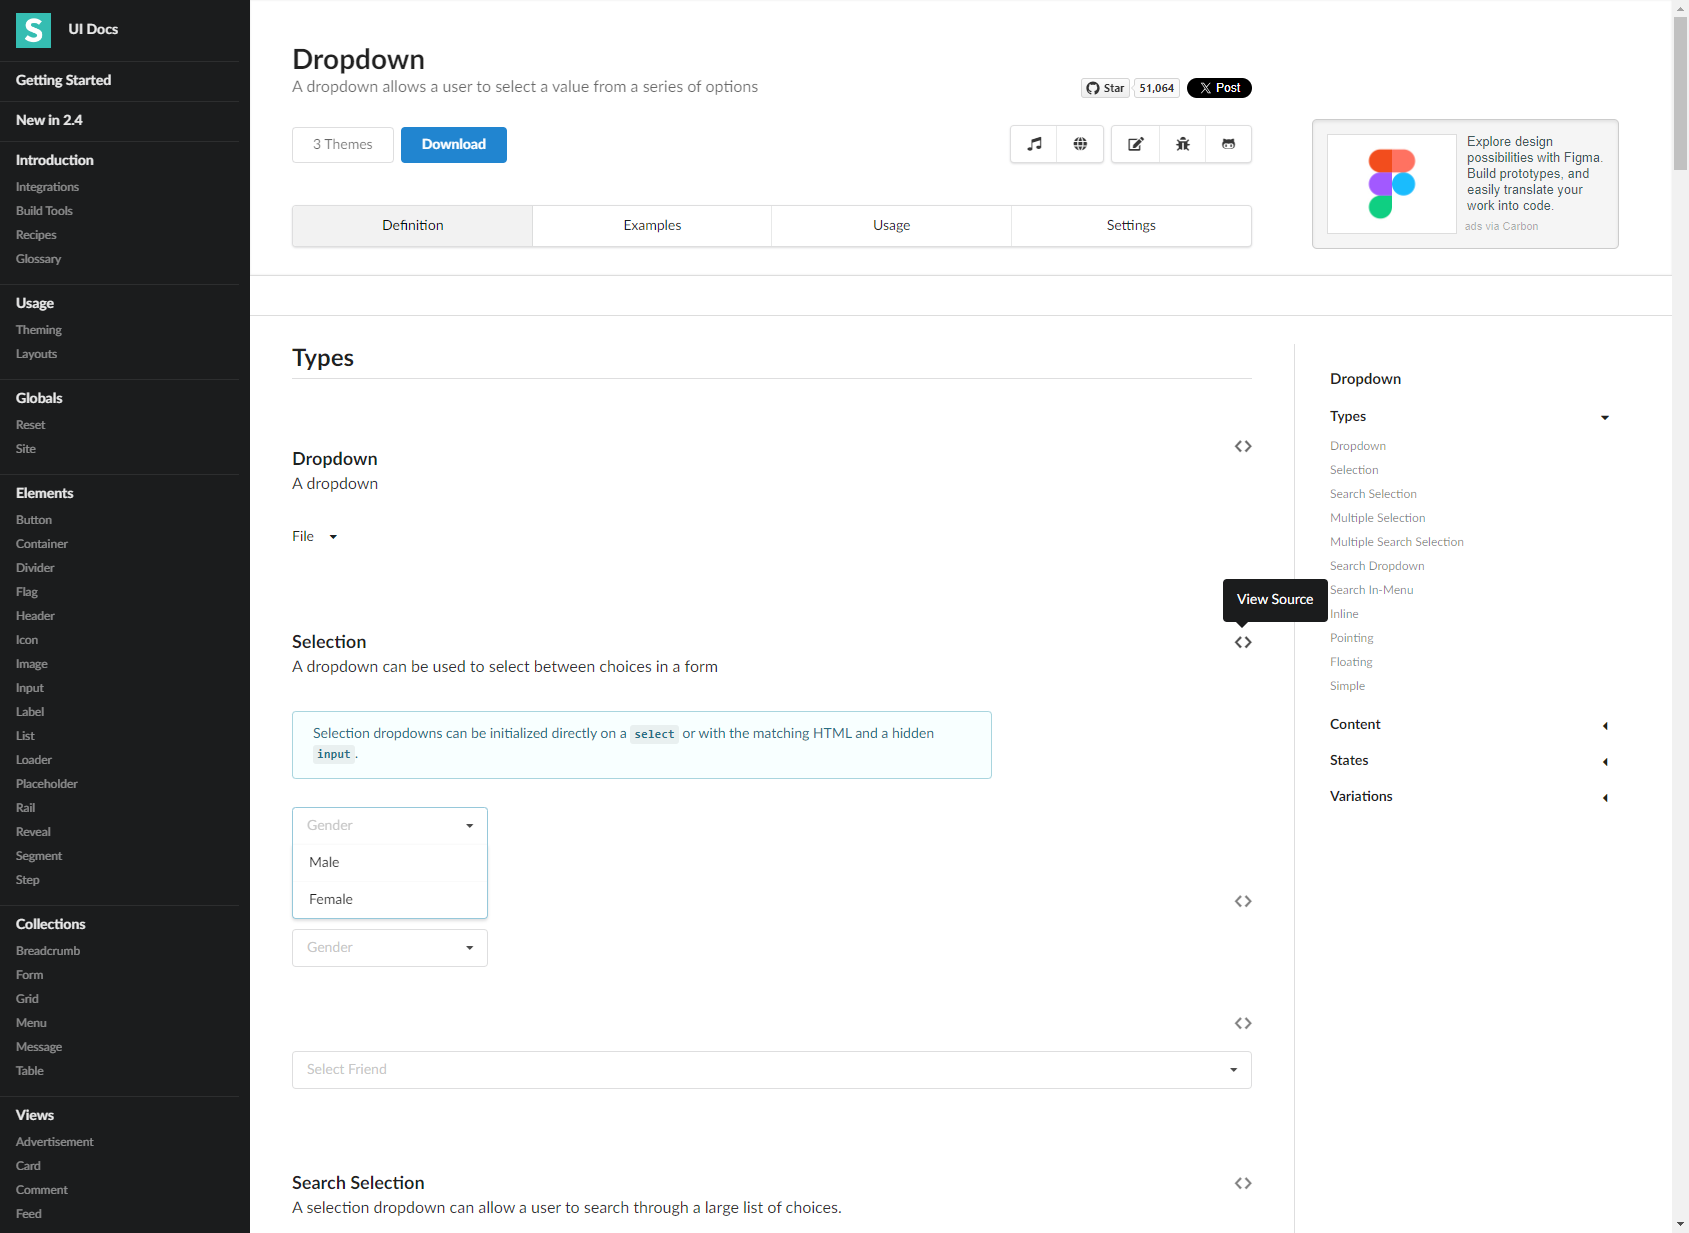 S
UI Docs
Getting Started
New in 2.4
Introduction
Integrations
Build Tools
Recipes
Glossary
Usage
Theming
Layouts
Globals
Reset
Site
Elements
Button
Container
Divider
Flag
Header
Icon
Image
Input
Label
List
Loader
Placeholder
Rail
Reveal
Segment
Step
Collections
Breadcrumb
Form
Grid
Menu
Message
Table
Views
Advertisement
Card
Comment
Feed
Dropdown
A dropdown allows a user to select a value from a series of options
Star 51,064
X Post
3 Themes
Download
Definition
Examples
Usage
Settings
Explore design
possibilities with Figma.
Build prototypes, and
easily translate your
work into code.
ads via Carbon
Types
Dropdown
A dropdown
File
View Source
Selection
A dropdown can be used to select between choices in a form
Selection dropdowns can be initialized directly on a select or with the matching HTML and a hidden
input.
Gender
Male
Female
Gender
Select Friend
Search Selection
A selection dropdown can allow a user to search through a large list of choices.
Dropdown
Types
Dropdown
Selection
Search Selection
Multiple Selection
Multiple Search Selection
Search Dropdown
Search In-Menu
Inline
Pointing
Floating
Simple
Content
States
Variations